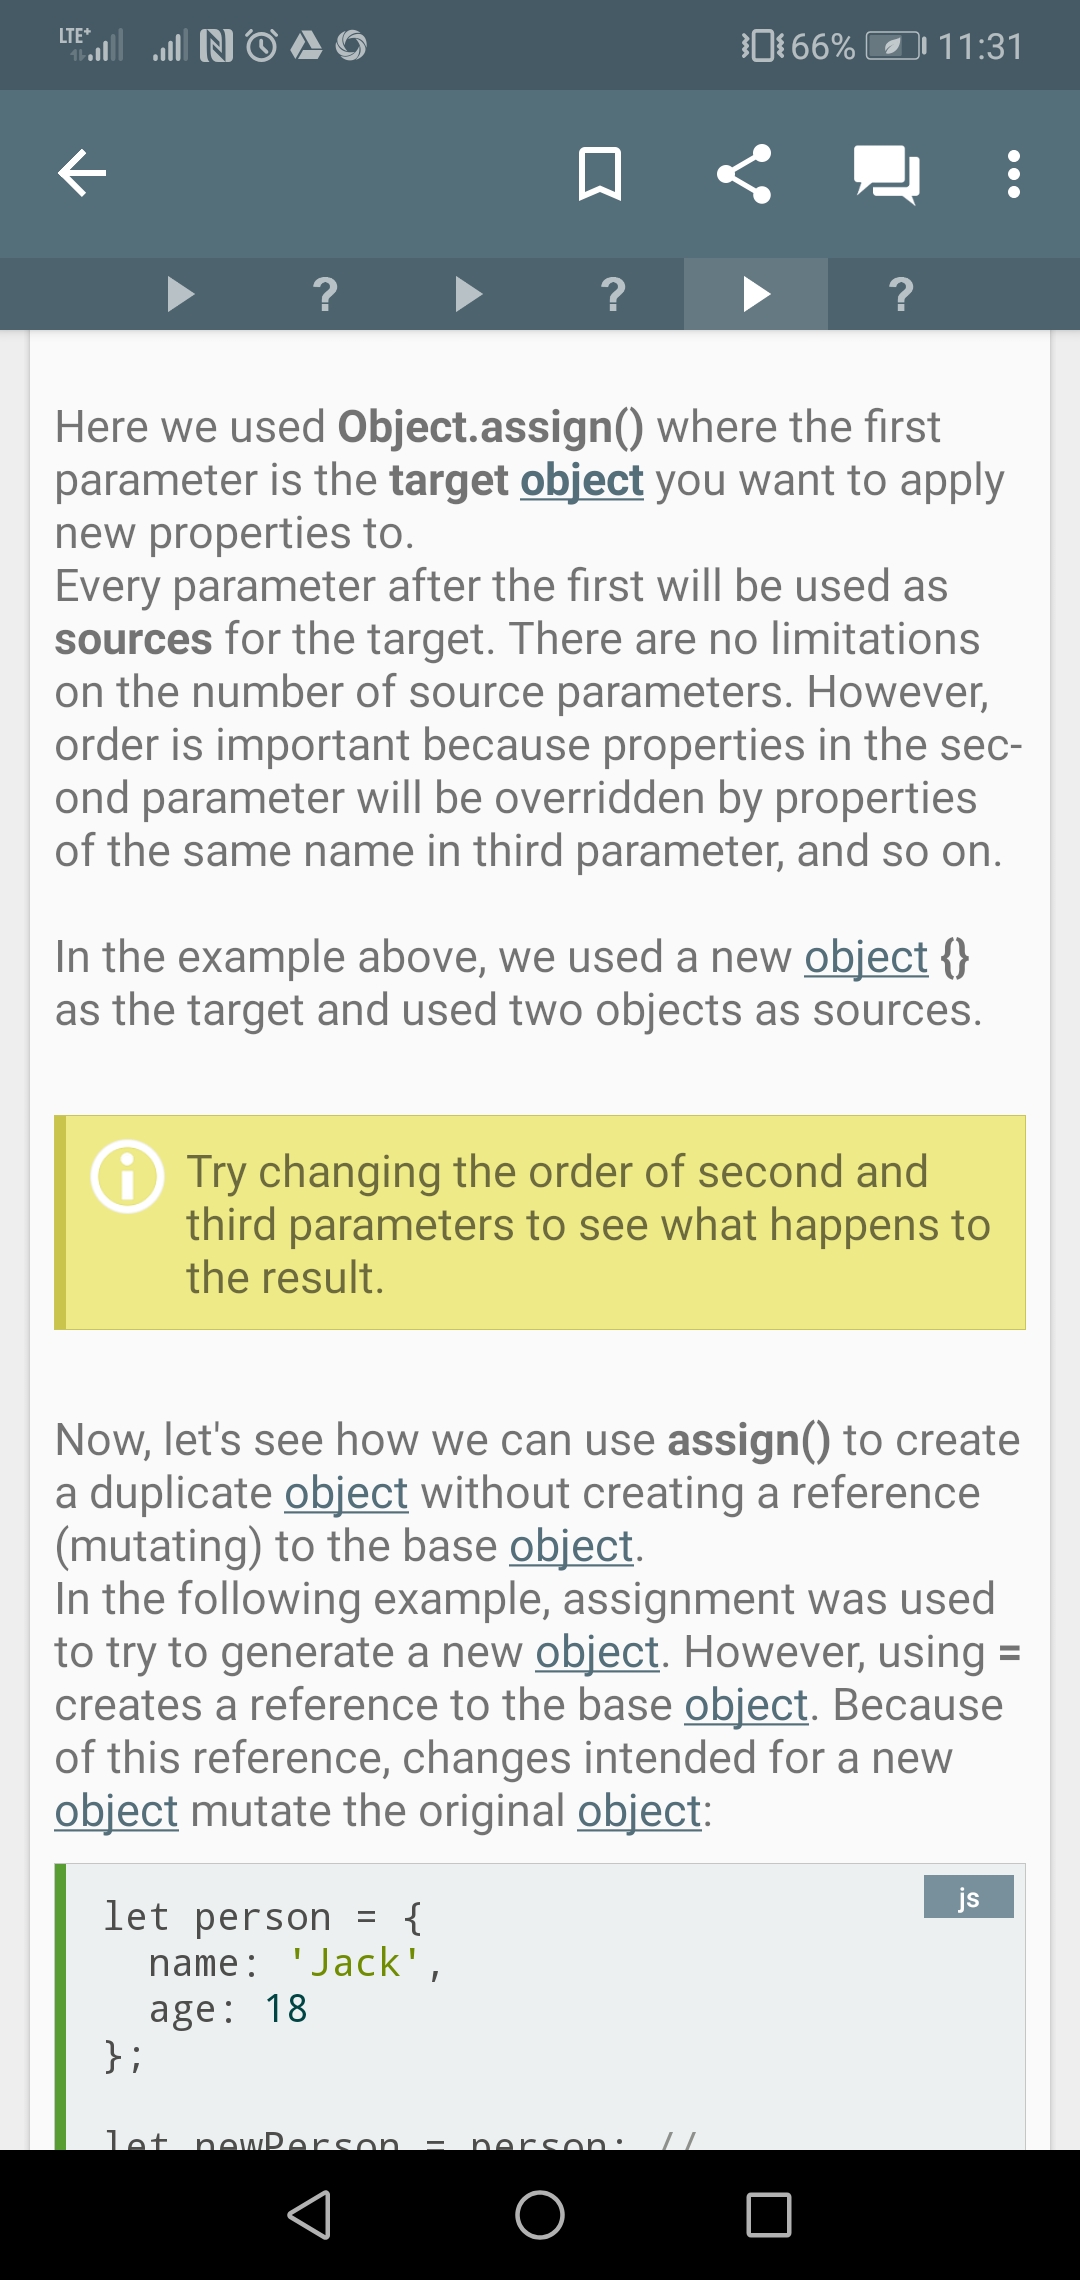 LTE+ 66% 11:31
? ? ?
Here we used Object.assign() where the first
parameter is the target object you want to apply
new properties to.
Every parameter after the first will be used as
sources for the target. There are no limitations
on the number of source parameters. However,
order is important because properties in the sec-
ond parameter will be overridden by properties
of the same name in third parameter, and so on.
In the example above, we used a new object {}
as the target and used two objects as sources.
Try changing the order of second and
third parameters to see what happens to
the result.
Now, let's see how we can use assign() to create
a duplicate object without creating a reference
(mutating) to the base object.
In the following example, assignment was used
to try to generate a new object. However, using =
creates a reference to the base object. Because
of this reference, changes intended for a new
object mutate the original object:
js
let person = {
name: 'Jack',
age: 18
};
let newPerson = person; //